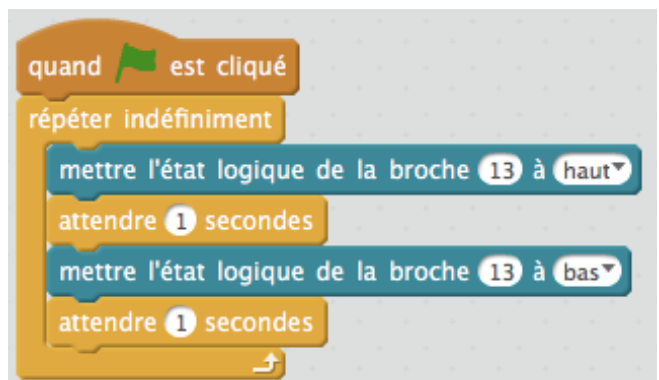 quand est cliqué
répéter indéfiniment
mettre l'état logique de la broche 13 à haut
attendre 1 secondes
mettre l'état logique de la broche 13 à bas
attendre 1 secondes